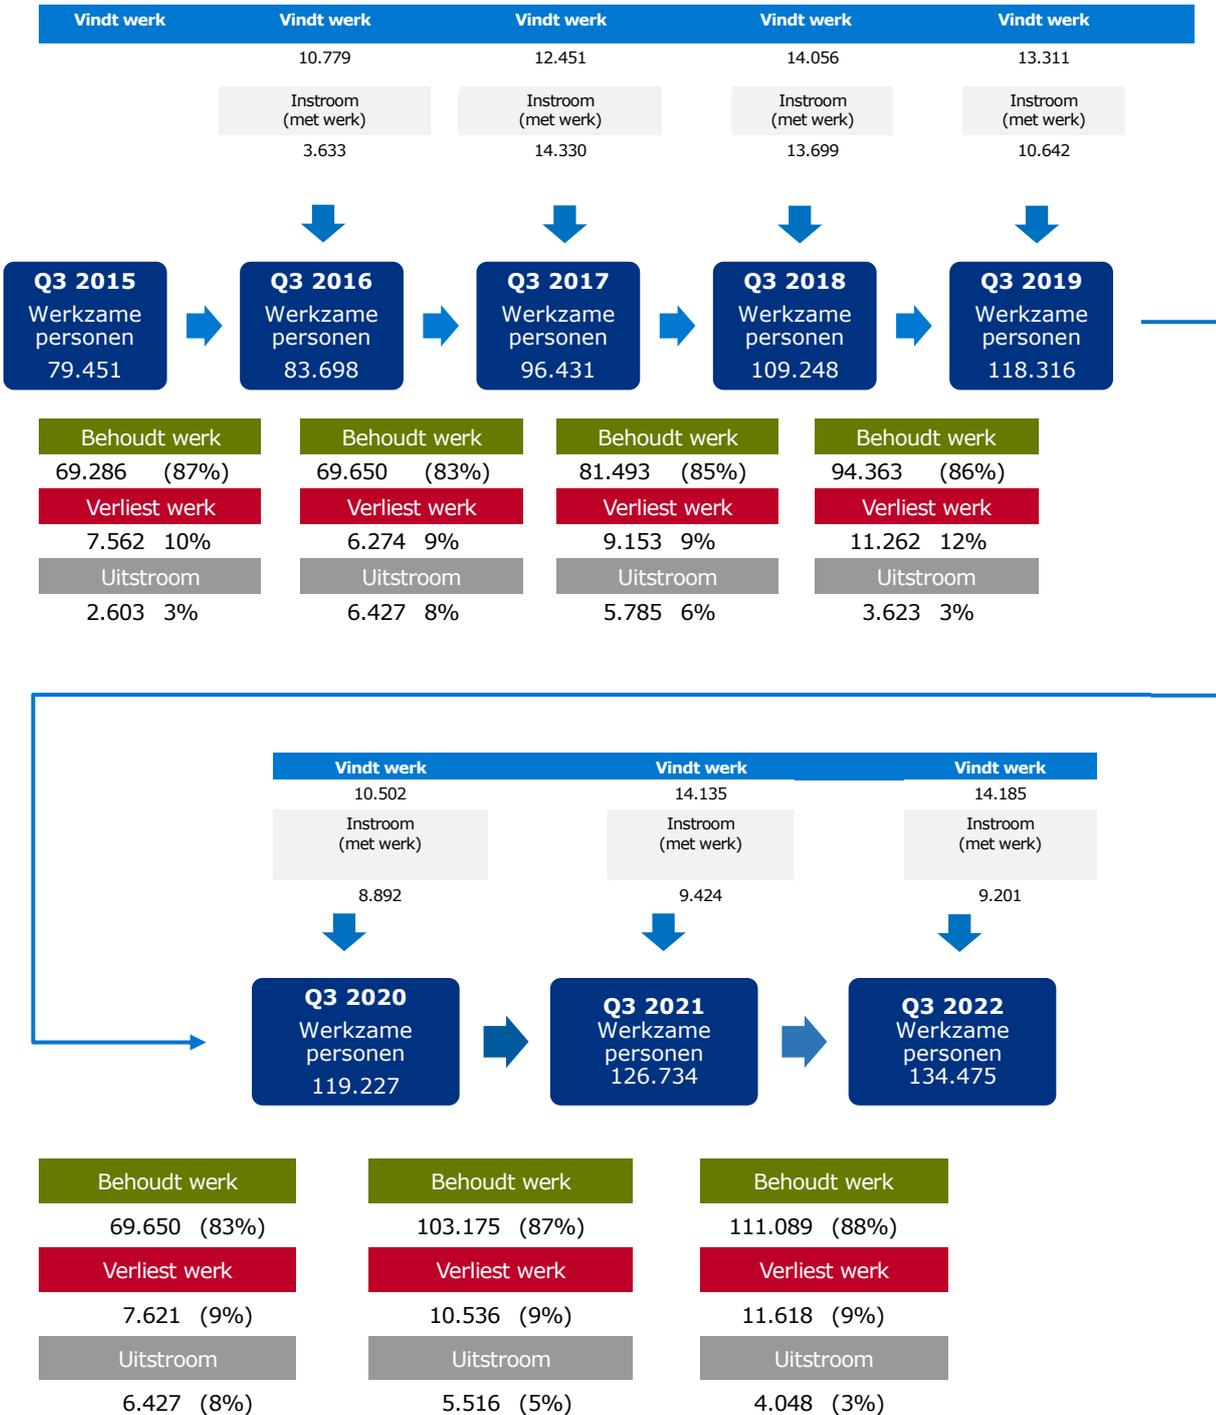 Vindt werk Vindt werk Vindt werk Vindt werk Vindt werk
10.779 12.451 14.056 13.311
Instroom Instroom Instroom Instroom
(met werk) (met werk) (met werk) (met werk)
3.633 14.330 13.699 10.642
Q3 2015 Q3 2016 Q3 2017 Q3 2018 Q3 2019
Werkzame Werkzame Werkzame Werkzame Werkzame
personen personen personen personen personen
79.451 83.698 96.431 109.248 118.316
Behoudt werk Behoudt werk Behoudt werk Behoudt werk
69.286 (87%) 69.650 (83%) 81.493 (85%) 94.363 (86%)
Verliest werk Verliest werk Verliest werk Verliest werk
7.562 10% 6.274 9% 9.153 9% 11.262 12%
Uitstroom Uitstroom Uitstroom Uitstroom
2.603 3% 6.427 8% 5.785 6% 3.623 3%
Vindt werk Vindt werk Vindt werk
10.502 14.135 14.185
Instroom Instroom Instroom
(met werk) (met werk) (met werk)
8.892 9.424 9.201
Q3 2020 Q3 2021 Q3 2022
Werkzame Werkzame Werkzame
personen personen personen
119.227 126.734 134.475
Behoudt werk Behoudt werk Behoudt werk
69.650 (83%) 103.175 (87%) 111.089 (88%)
Verliest werk Verliest werk Verliest werk
7.621 (9%) 10.536 (9%) 11.618 (9%)
Uitstroom Uitstroom Uitstroom
6.427 (8%) 5.516 (5%) 4.048 (3%)